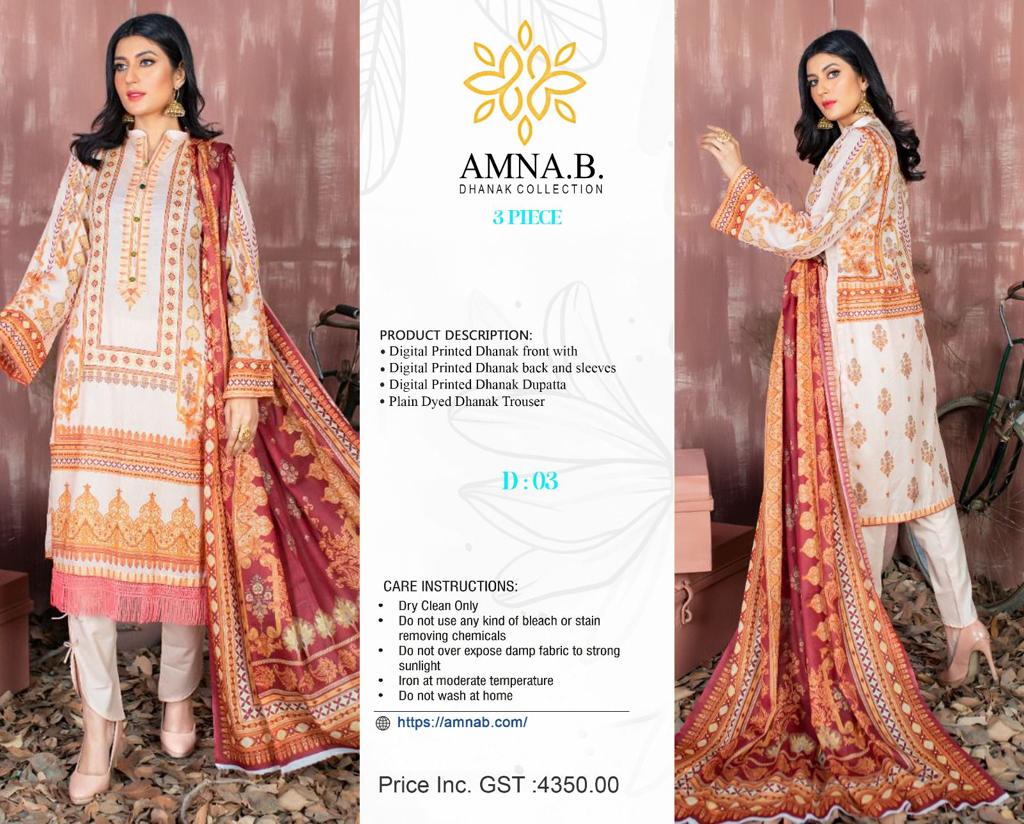 AMNA.B.
DHANAK COLLECTION
3 PIECE
PRODUCT DESCRIPTION:
• Digital Printed Dhanak front with
• Digital Printed Dhanak back and sleeves
• Digital Printed Dhanak Dupatta
• Plain Dyed Dhanak Trouser
D : 03
CARE INSTRUCTIONS:
• Dry Clean Only
• Do not use any kind of bleach or stain
removing chemicals
• Do not over expose damp fabric to strong
sunlight
• Iron at moderate temperature
• Do not wash at home
https://amnab.com/
Price Inc. GST :4350.00